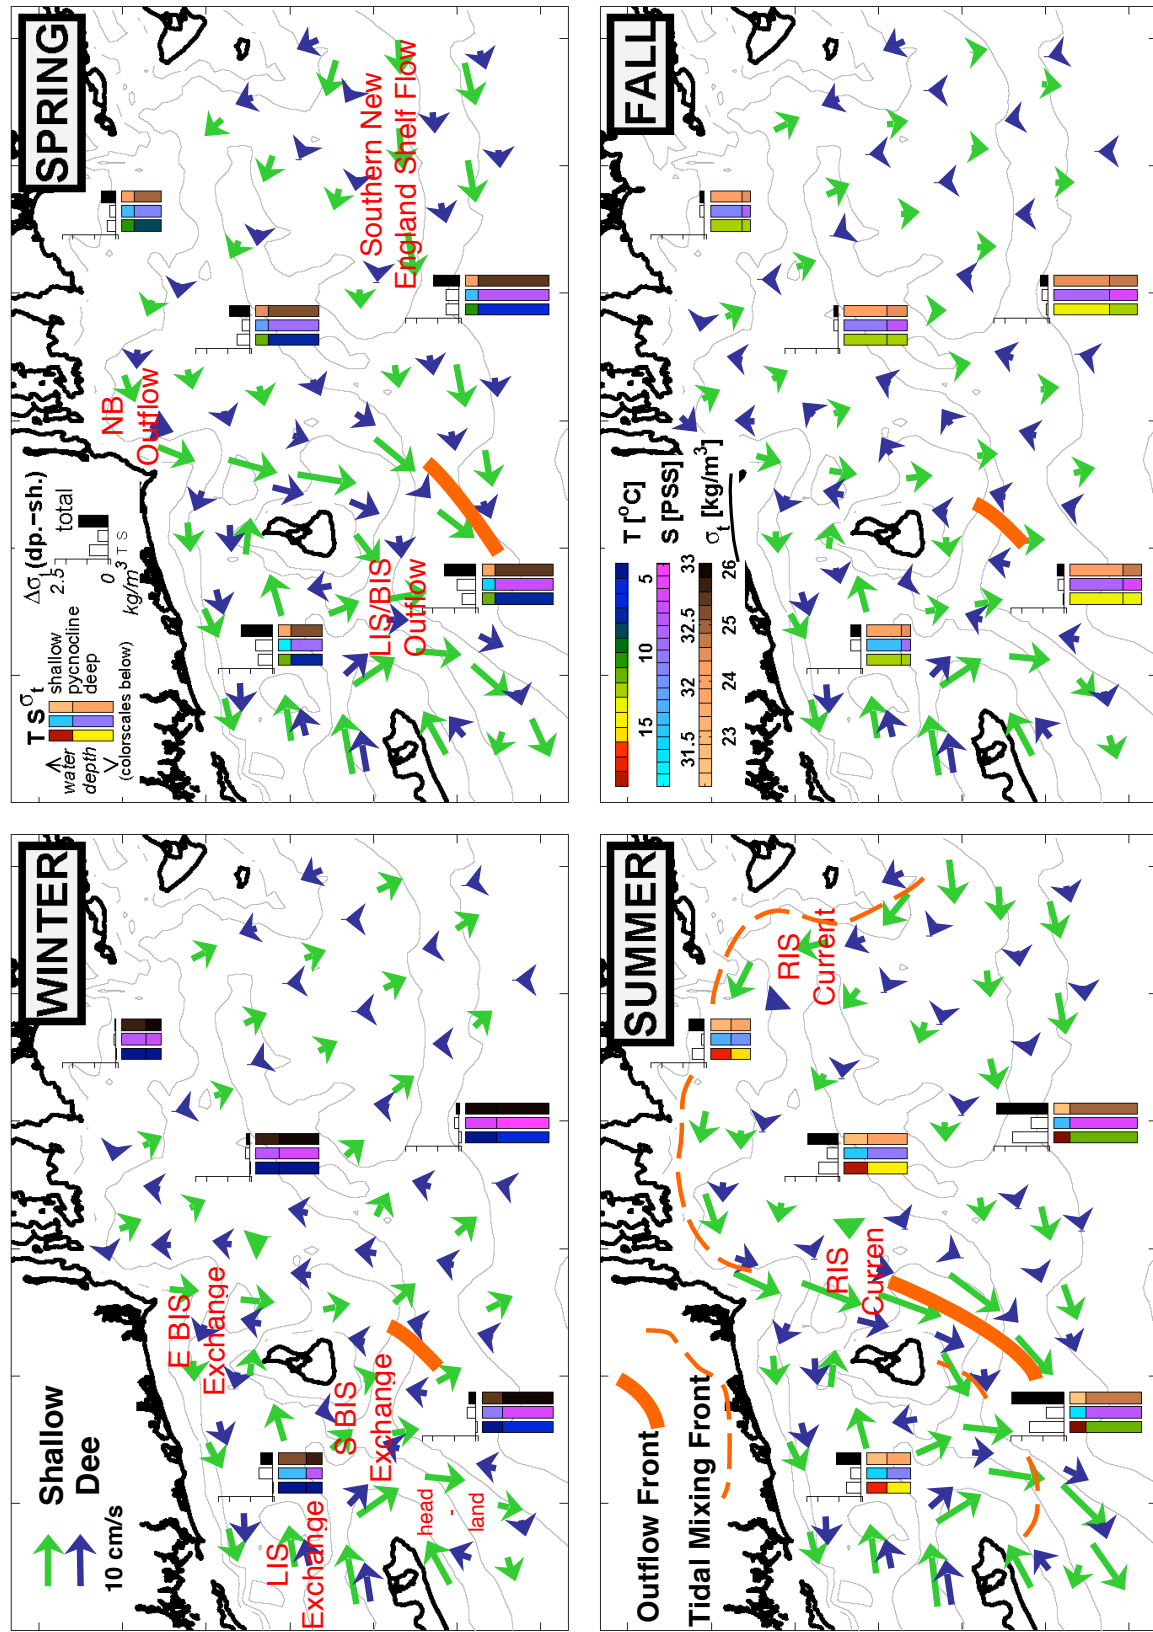 WINTER
Shallow
Dee
10 cm/s
E BIS
Exchange
S BIS
Exchange
LIS
Exchange
head
-
land
SPRING
T S σt
shallow
pycnocline
deep
<
water
depth
>
(colorscales below)
Δσt (dp.−sh.)
2.5
total
0
kg/m3
T S
NB
Outflow
Southern New
England Shelf Flow
LIS/BIS
Outflow
SUMMER
Outflow Front
Tidal Mixing Front
RIS
Current
RIS
Curren
FALL
T [oC]
15 10 5
S [PSS]
31.5 32 32.5 33
σt [kg/m3]
23 24 25 26